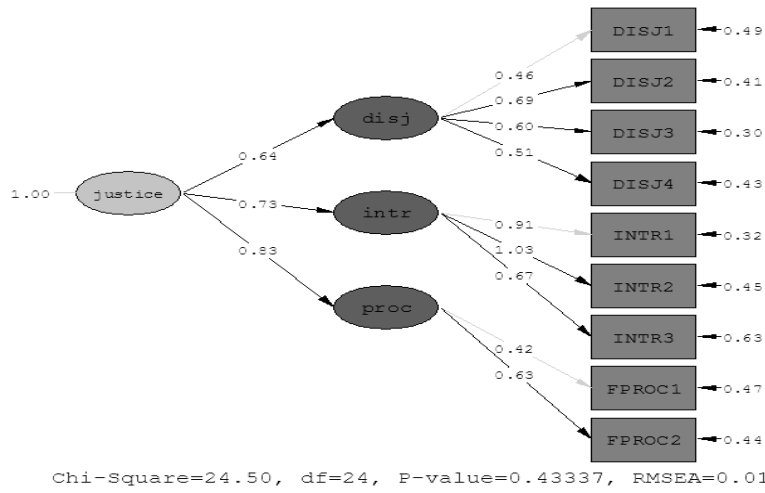 DISJ1
0.49
0.46
DISJ2
0.41
disj
0.69
DISJ3
0.30
0.60
0.64
0.51
DISJ4
0.43
1.00
justice
0.73
intr
0.91
INTR1
0.32
1.03
INTR2
0.45
0.83
0.67
proc
INTR3
0.63
0.42
0.63
FPROC1
0.47
FPROC2
0.44
Chi-Square=24.50, df=24, P-value=0.43337, RMSEA=0.01